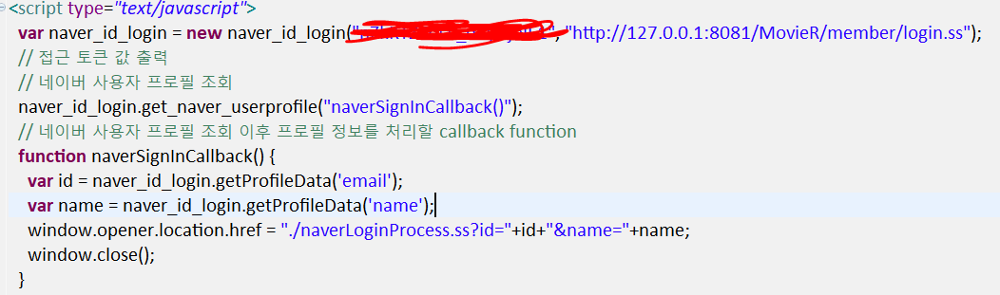 <script type="text/javascript">
var naver_id_login = new naver_id_login(", "http://127.0.0.1:8081/MovieR/member/login.ss");
// 접근 토큰 값 출력
// 네이버 사용자 프로필 조회
naver_id_login.get_naver_userprofile("naverSignInCallback()");
// 네이버 사용자 프로필 조회 이후 프로필 정보를 처리할 callback function
function naverSignInCallback() {
var id = naver_id_login.getProfileData('email');
var name = naver_id_login.getProfileData('name');
window.opener.location.href = "./naverLoginProcess.ss?id="+id+"&name="+name;
window.close();
}